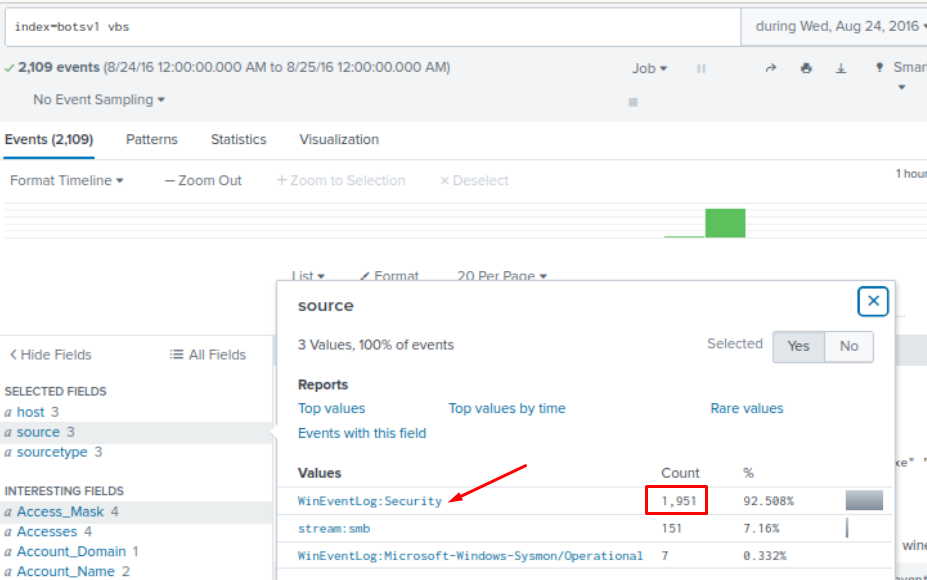 index=botsv1 vbs during Wed, Aug 24, 2016
2,109 events (8/24/16 12:00:00.000 AM to 8/25/16 12:00:00.000 AM) Job Smar
No Event Sampling
Events (2,109) Patterns Statistics Visualization
Format Timeline — Zoom Out + Zoom to Selection × Deselect 1 hour
List Format 20 Per Page
source
3 Values, 100% of events Selected Yes No
< Hide Fields All Fields
Reports
SELECTED FIELDS
Top values Top values by time Rare values
a host 3
a source 3
Events with this field
a sourcetype 3
Values Count %
INTERESTING FIELDS
WinEventLog:Security 1,951 92.508%
a Access_Mask 4
stream:smb 151 7.16%
a Accesses 4
a Account_Domain 1
WinEventLog:Microsoft-Windows-Sysmon/Operational 7 0.332%
a Account_Name 2
xe" "
wine